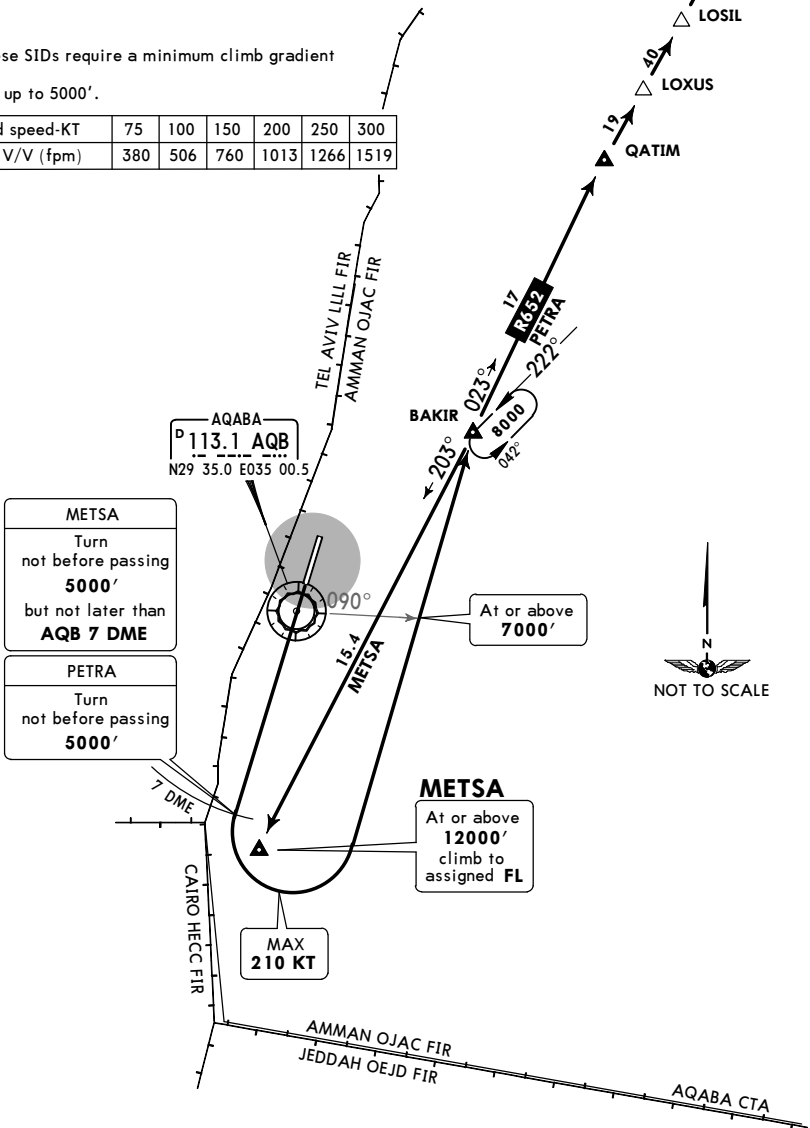 LOSIL
ese SIDs require a minimum climb gradient
40
LOXUS
up to 5000'.
d speed-KT 75 100 150 200 250 300
V/V (fpm) 380 506 760 1013 1266 1519
19
QATIM
TEL AVIV LLLL FIR
AMMAN OJAC FIR
17
R652
PETRA
222°
023°
BAKIR
8000
042°
203°
AQABA
D 113.1 AQB
N29 35.0 E035 00.5
METSA
Turn
not before passing
5000'
but not later than
AQB 7 DME
090°
At or above
7000'
15.4
METSA
N
NOT TO SCALE
PETRA
Turn
not before passing
5000'
7 DME
METSA
At or above
12000'
climb to
assigned FL
CAIRO HECC FIR
MAX
210 KT
AMMAN OJAC FIR
JEDDAH OEJD FIR
AQABA CTA